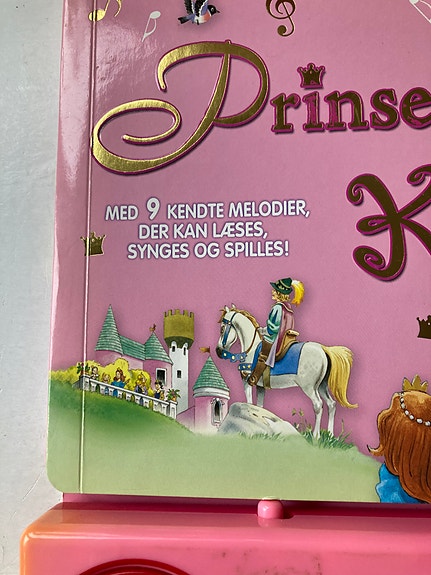 Prinse
MED 9 KENDTE MELODIER,
DER KAN LÆSES,
SYNGES OG SPILLES!
K